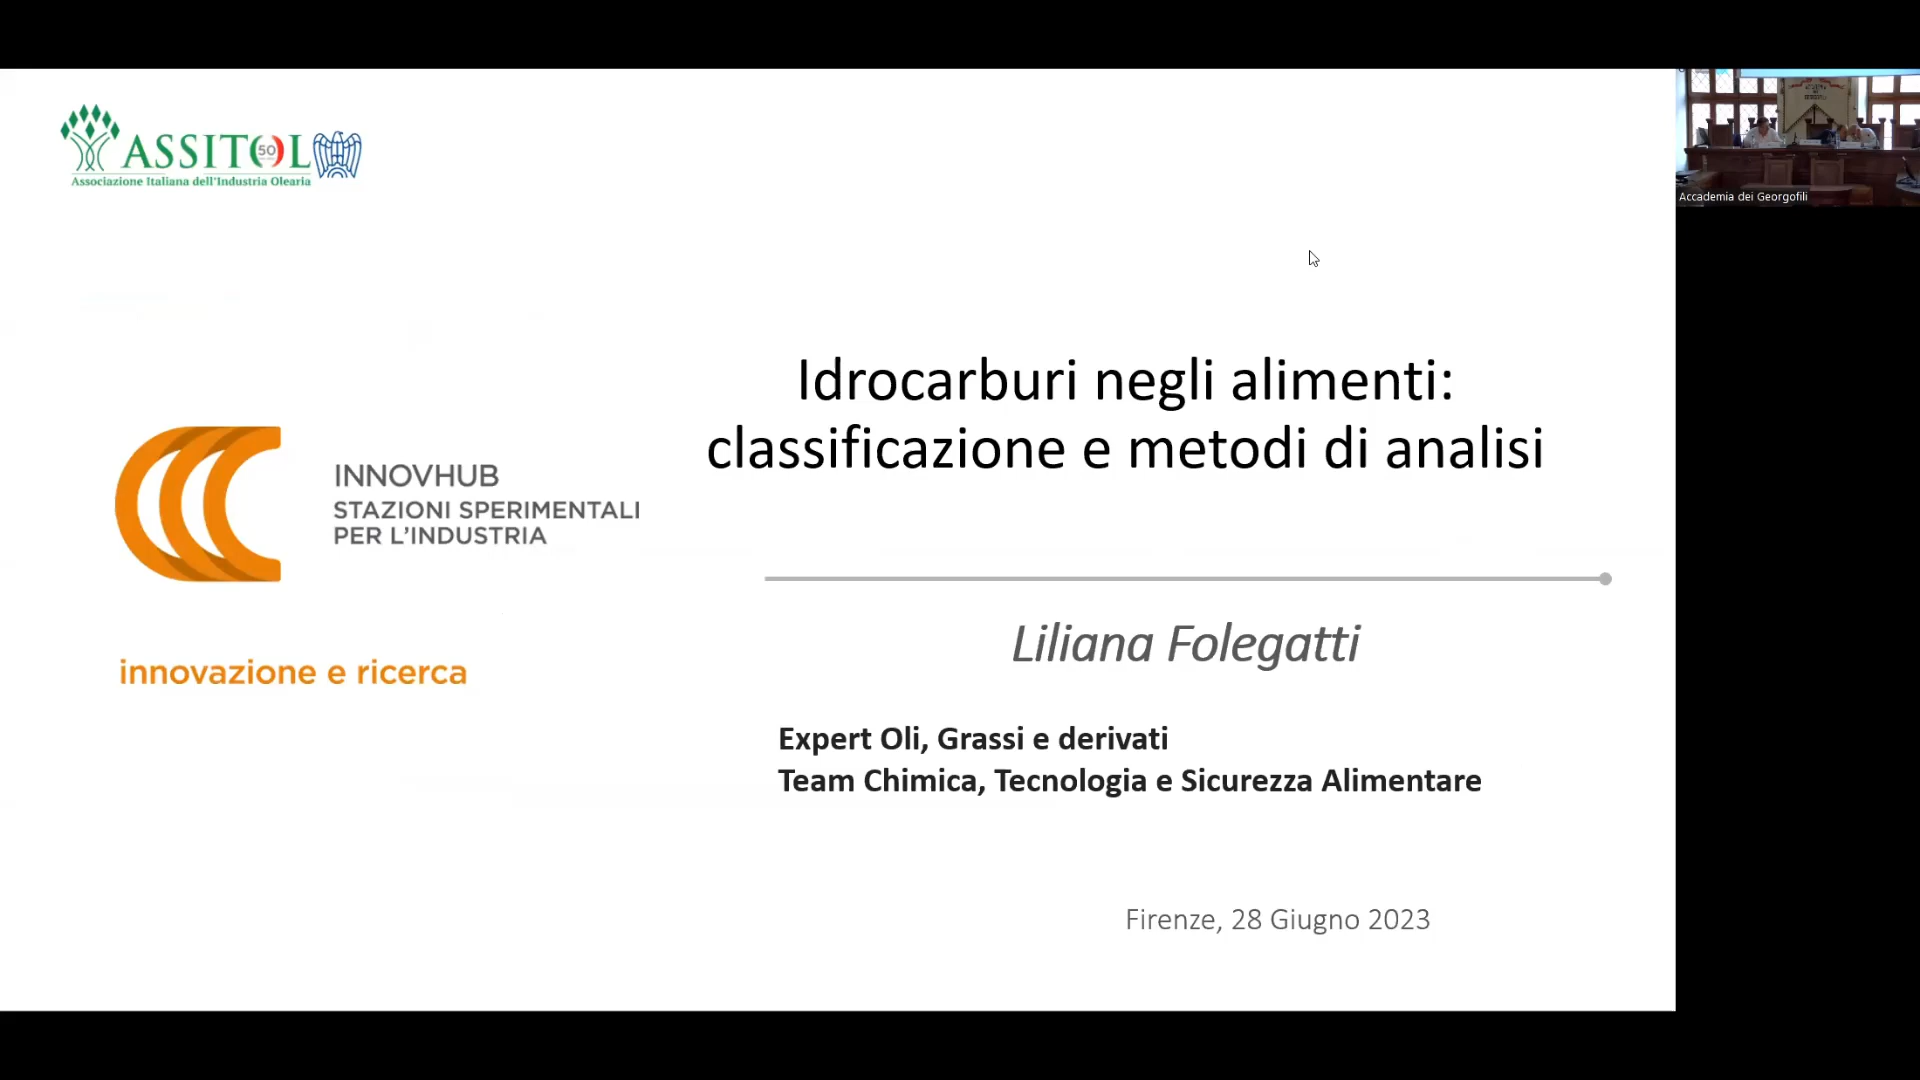 ASSITOL
50
Associazione Italiana dell'Industria Olearia
Accademia dei Georgofili
Idrocarburi negli alimenti:
classificazione e metodi di analisi
INNOVHUB
STAZIONI SPERIMENTALI
PER L'INDUSTRIA
innovazione e ricerca
Liliana Folegatti
Expert Oli, Grassi e derivati
Team Chimica, Tecnologia e Sicurezza Alimentare
Firenze, 28 Giugno 2023